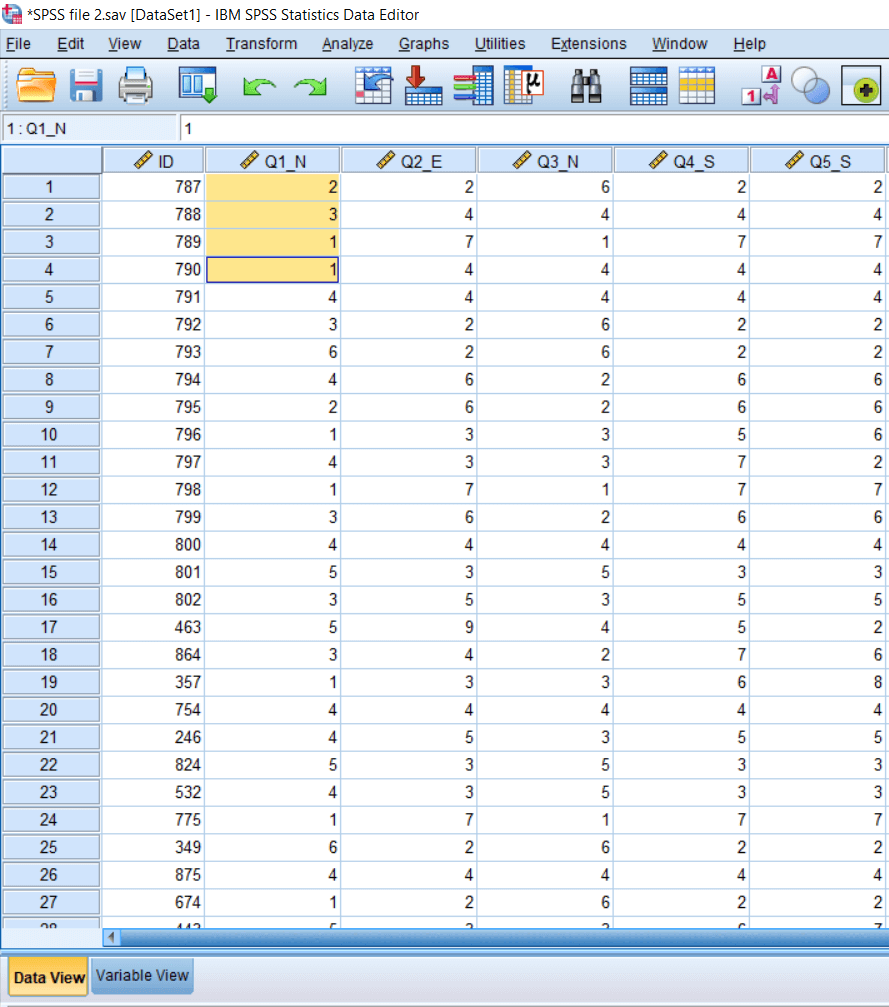 *SPSS file 2.sav [DataSet1] - IBM SPSS Statistics Data Editor
File Edit View Data Transform Analyze Graphs Utilities Extensions Window Help
μ A 1
1 : Q1_N 1
ID Q1_N Q2_E Q3_N Q4_S Q5_S
1 787 2 2 6 2 2
2 788 3 4 4 4 4
3 789 1 7 1 7 7
4 790 1 4 4 4 4
5 791 4 4 4 4 4
6 792 3 2 6 2 2
7 793 6 2 6 2 2
8 794 4 6 2 6 6
9 795 2 6 2 6 6
10 796 1 3 3 5 6
11 797 4 3 3 7 2
12 798 1 7 1 7 7
13 799 3 6 2 6 6
14 800 4 4 4 4 4
15 801 5 3 5 3 3
16 802 3 5 3 5 5
17 463 5 9 4 5 2
18 864 3 4 2 7 6
19 357 1 3 3 6 8
20 754 4 4 4 4 4
21 246 4 5 3 5 5
22 824 5 3 5 3 3
23 532 4 3 5 3 3
24 775 1 7 1 7 7
25 349 6 2 6 2 2
26 875 4 4 4 4 4
27 674 1 2 6 2 2
Data View Variable View